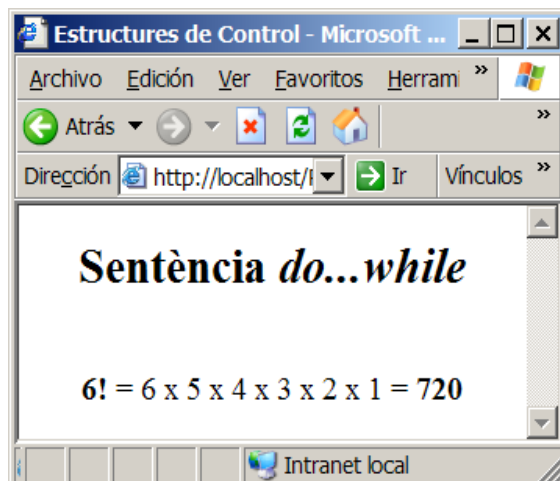 Estructures de Control - Microsoft ...
Archivo Edición Ver Favoritos Herrami »
Atrás »
Dirección http://localhost/ Ir Vínculos »
Sentència do...while
6! = 6 x 5 x 4 x 3 x 2 x 1 = 720
Intranet local